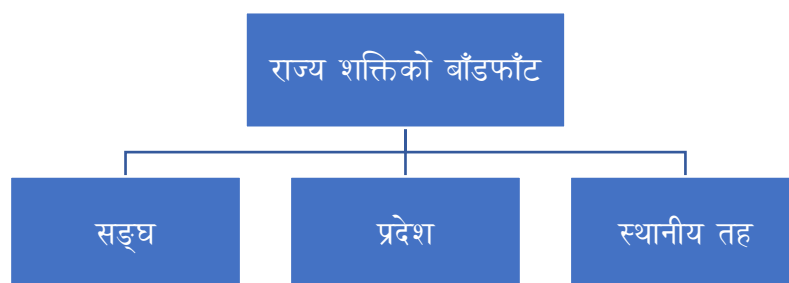 राज्य शक्तिको बाँडफाँट
सङ्घ
प्रदेश
स्थानीय तह